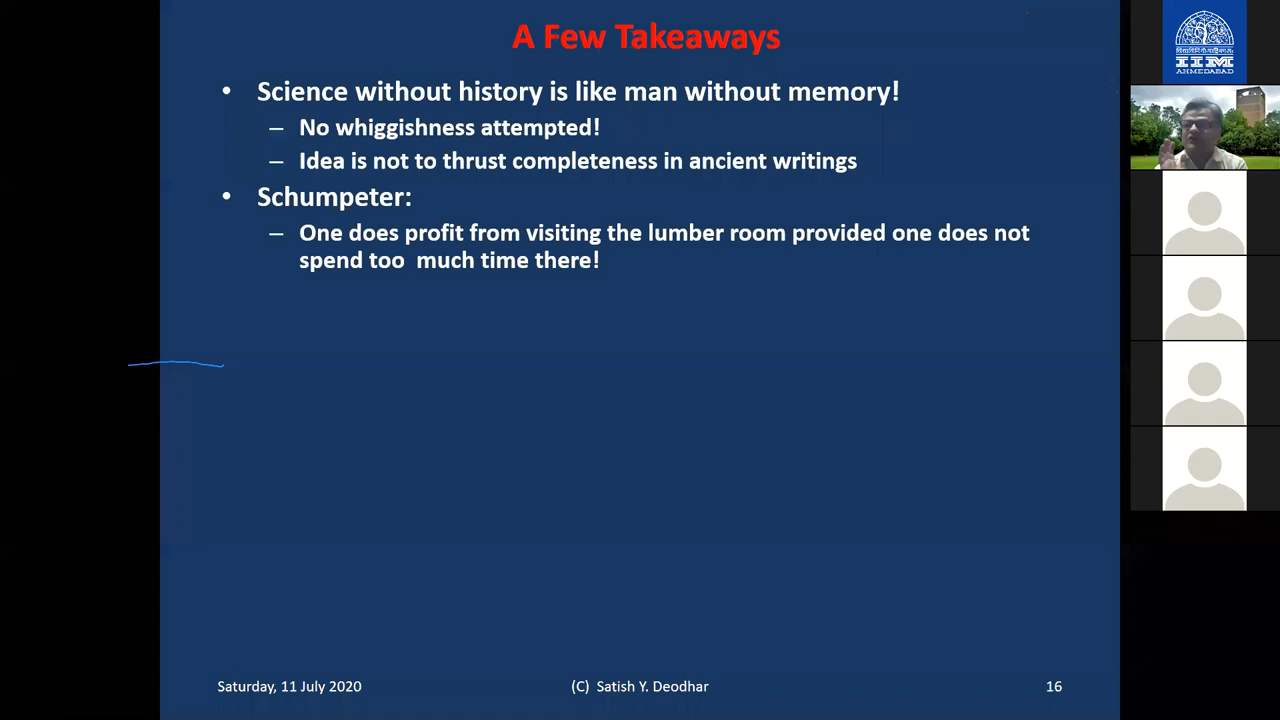 A Few Takeaways
• Science without history is like man without memory!
– No whiggishness attempted!
– Idea is not to thrust completeness in ancient writings
• Schumpeter:
– One does profit from visiting the lumber room provided one does not
spend too much time there!
Saturday, 11 July 2020
(C) Satish Y. Deodhar
16
IIM
AHMEDABAD